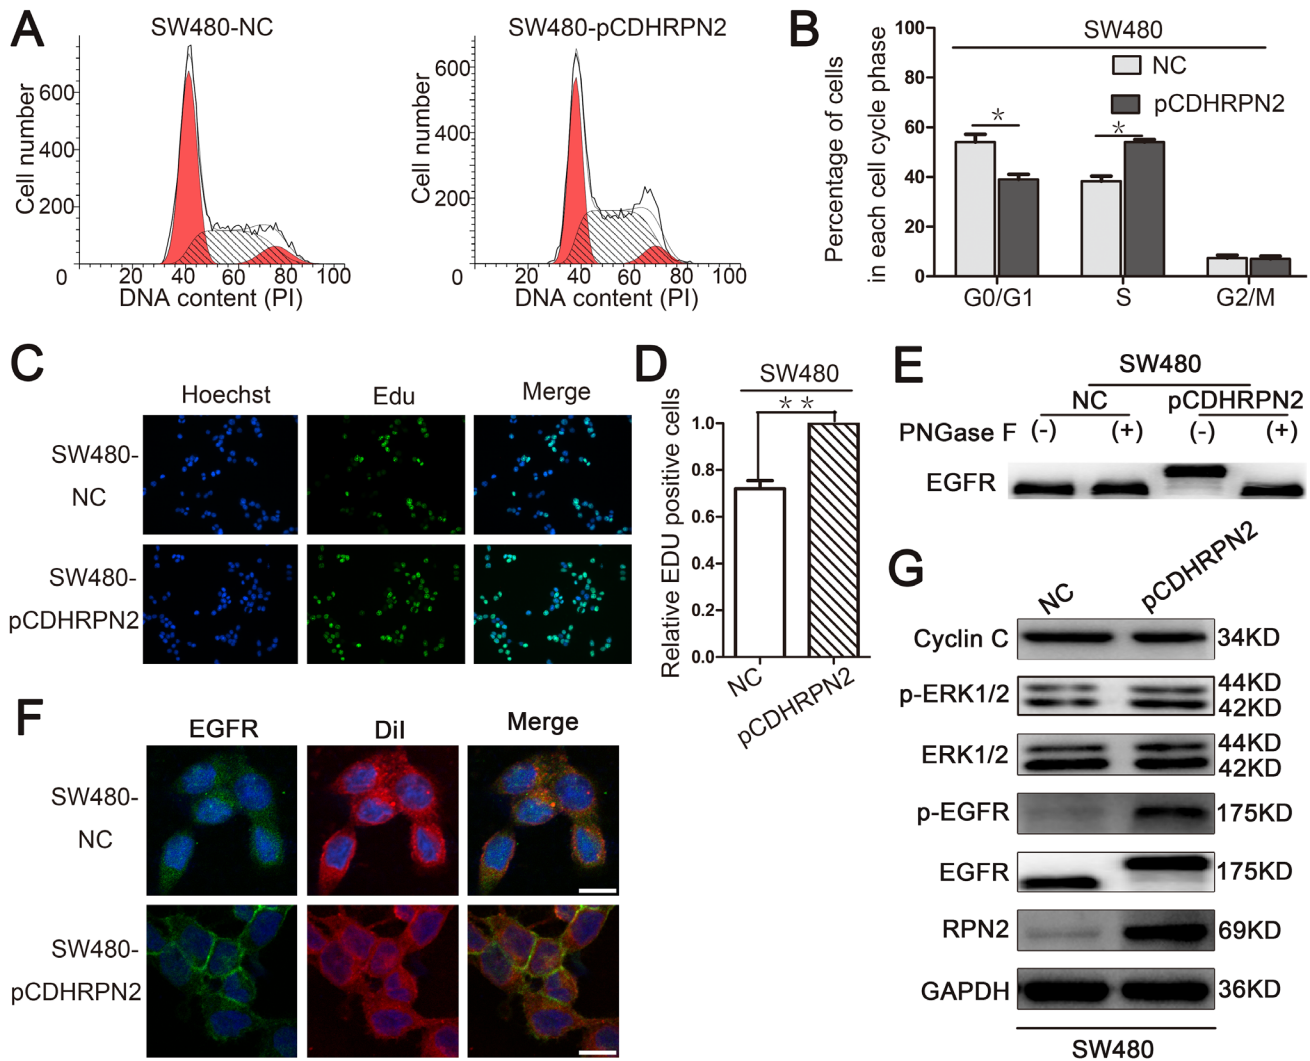 A
SW480-NC
SW480-pCDHRPN2
Cell number
600
400
200
0
20 40 60 80 100
DNA content (PI)
Cell number
600
400
200
0
20 40 60 80 100
DNA content (PI)
B
SW480
NC
pCDHRPN2
Percentage of cells
in each cell cycle phase
100
80
60
40
20
0
*
*
G0/G1 S G2/M
C
Hoechst Edu Merge
SW480-
NC
SW480-
pCDHRPN2
D
SW480
**
Relative EDU positive cells
1.0
0.8
0.6
0.4
0.2
0.0
NC
pCDHRPN2
E
SW480
NC pCDHRPN2
PNGase F (-) (+) (-) (+)
EGFR
F
EGFR Dil Merge
SW480-
NC
SW480-
pCDHRPN2
G
NC pCDHRPN2
Cyclin C 34KD
p-ERK1/2 44KD
42KD
ERK1/2 44KD
42KD
p-EGFR 175KD
EGFR 175KD
RPN2 69KD
GAPDH 36KD
SW480